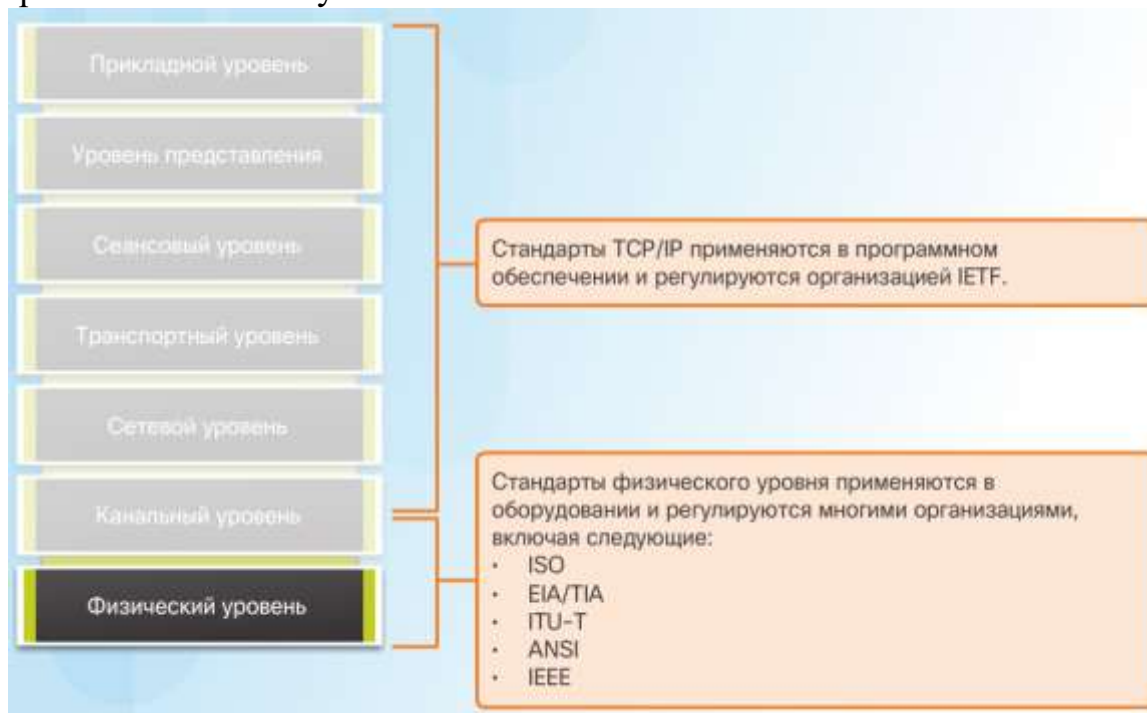 Прикладной уровень
Уровень представления
Сеансовый уровень
Транспортный уровень
Сетевой уровень
Канальный уровень
Физический уровень
Стандарты TCP/IP применяются в программном
обеспечении и регулируются организацией IETF.
Стандарты физического уровня применяются в
оборудовании и регулируются многими организациями,
включая следующие:
• ISO
• EIA/TIA
• ITU-T
• ANSI
• IEEE